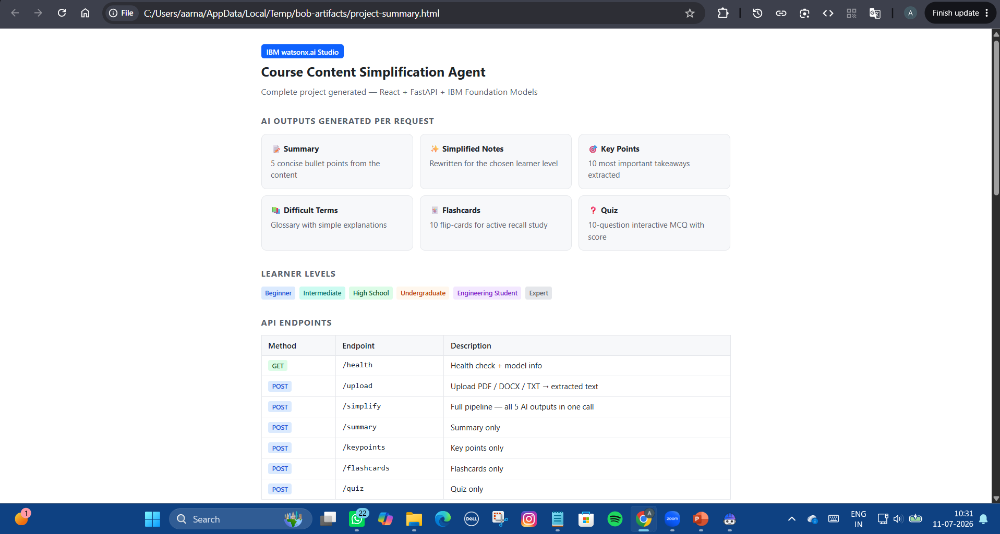 File C:/Users/aarna/AppData/Local/Temp/bob-artifacts/project-summary.html
A Finish update
IBM watsonx.ai Studio
Course Content Simplification Agent
Complete project generated — React + FastAPI + IBM Foundation Models
AI OUTPUTS GENERATED PER REQUEST
Summary
5 concise bullet points from the
content
Simplified Notes
Rewritten for the chosen learner level
Key Points
10 most important takeaways
extracted
Difficult Terms
Glossary with simple explanations
Flashcards
10 flip-cards for active recall study
Quiz
10-question interactive MCQ with
score
LEARNER LEVELS
Beginner Intermediate High School Undergraduate Engineering Student Expert
API ENDPOINTS
Method Endpoint Description
GET /health Health check + model info
POST /upload Upload PDF / DOCX / TXT → extracted text
POST /simplify Full pipeline — all 5 AI outputs in one call
POST /summary Summary only
POST /keypoints Key points only
POST /flashcards Flashcards only
POST /quiz Quiz only
1
Search
22
DELL
A
zoom
P
ENG
IN
10:31
11-07-2026